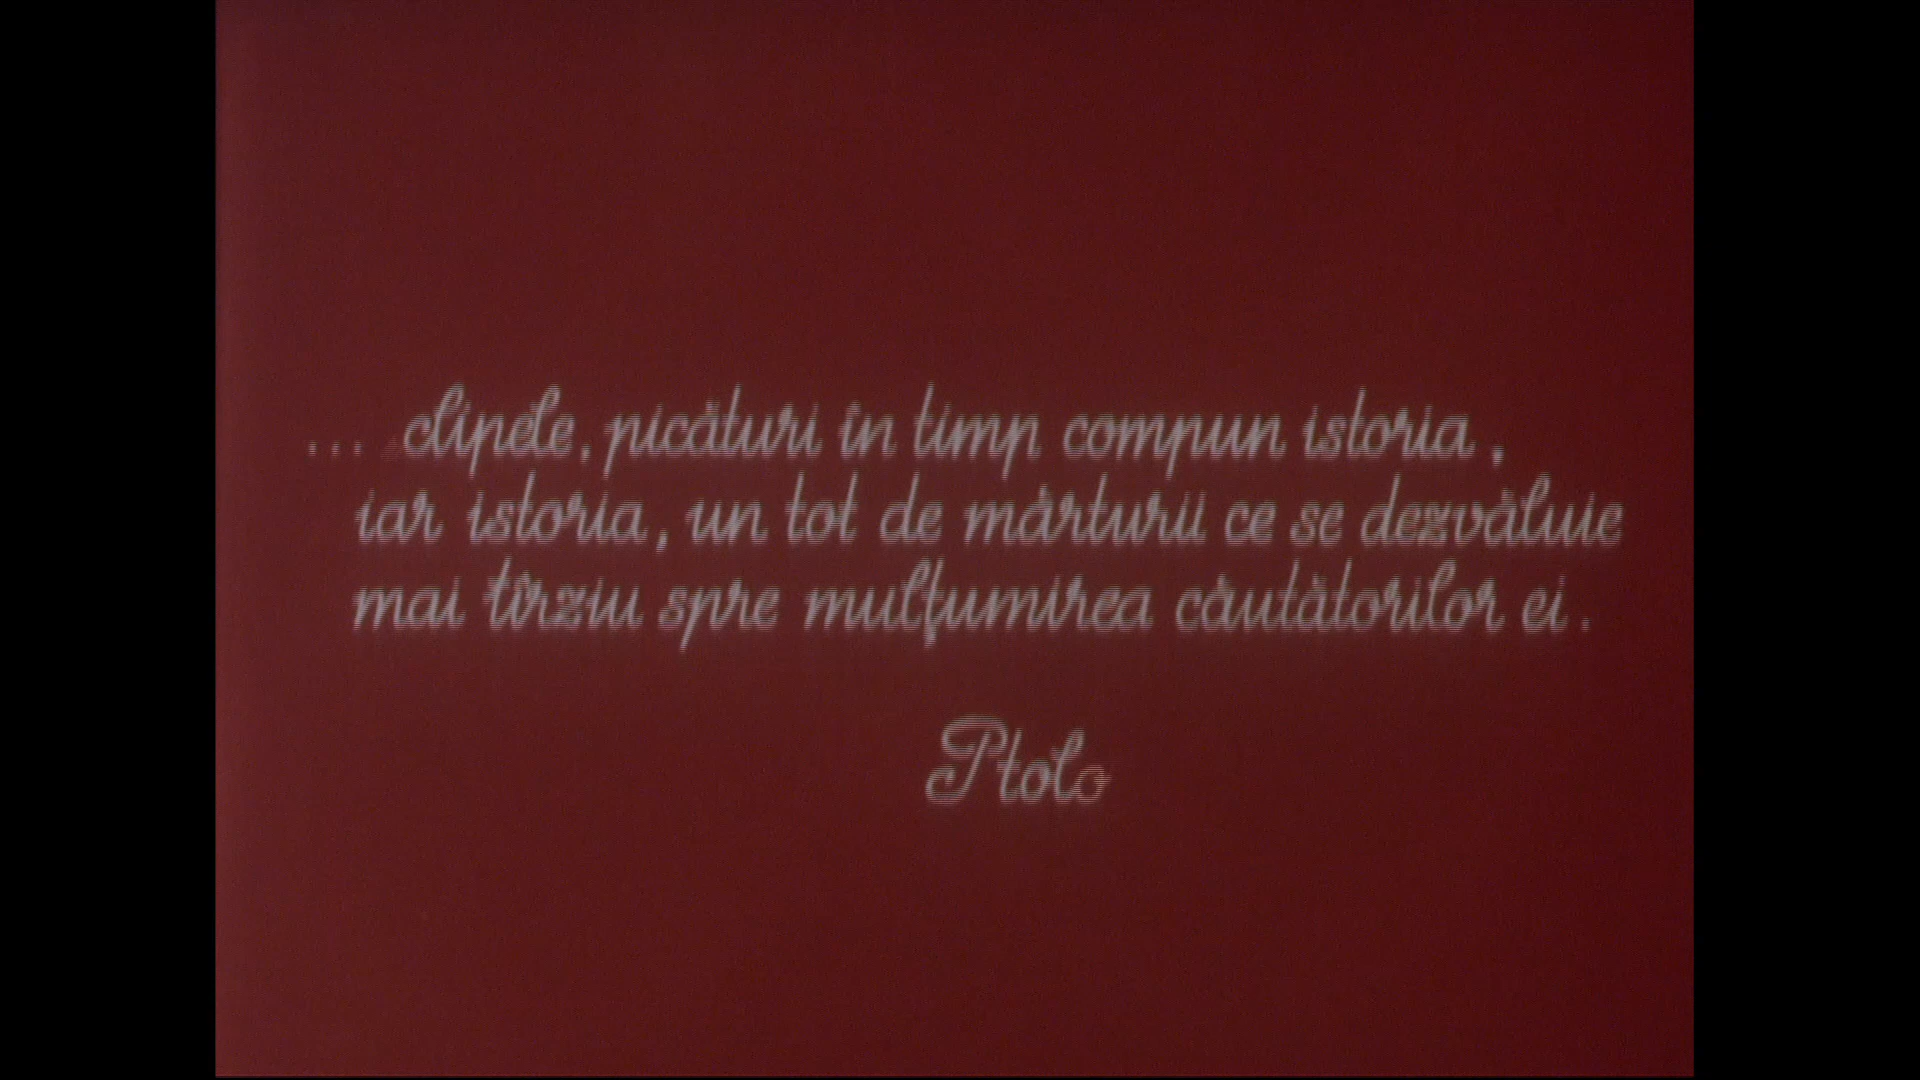 ... clipele, picături în timp compun istoria,
iar istoria, un tot de mărturii ce se dezvăluie
mai tîrziu spre mulțumirea căutătorilor ei.
Ptolo